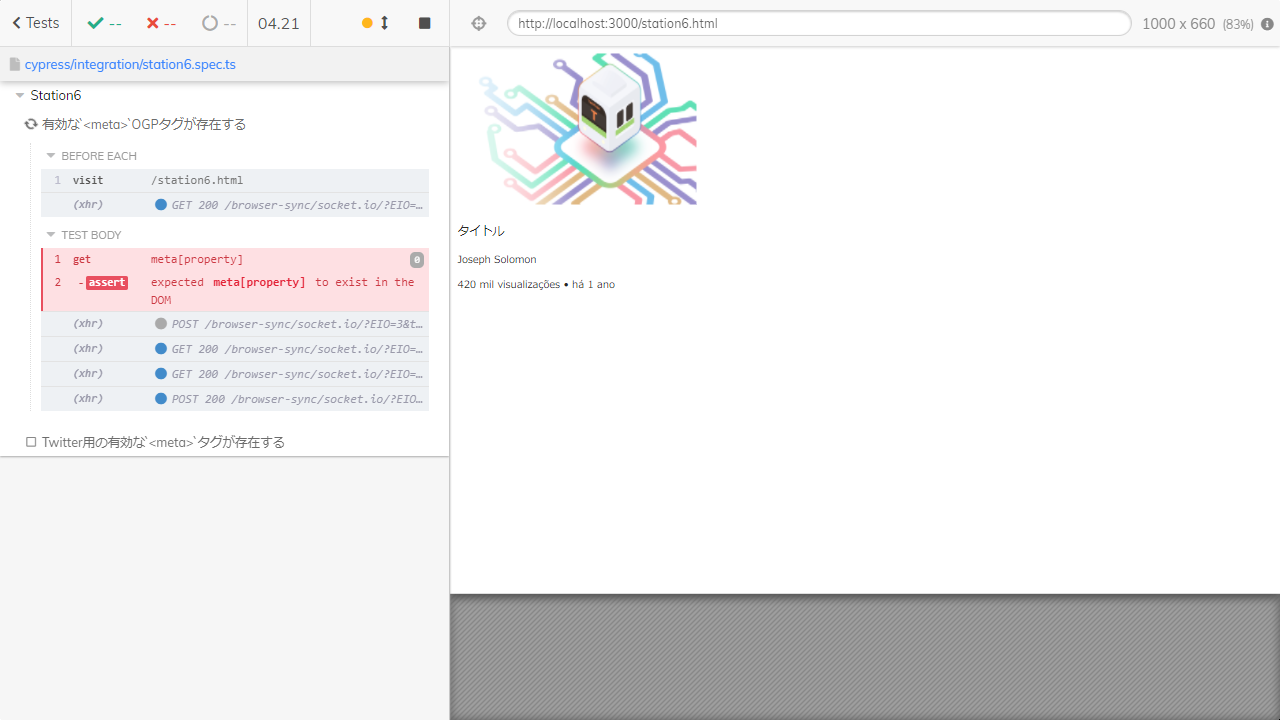 Tests
--
--
--
04.21
http://localhost:3000/station6.html
1000 x 660 (83%)
cypress/integration/station6.spec.ts
Station6
有効な`<meta>`OGPタグが存在する
BEFORE EACH
1 visit /station6.html
(xhr) GET 200 /browser-sync/socket.io/?EIO=…
TEST BODY
1 get meta[property] 0
2 -assert expected meta[property] to exist in the
DOM
(xhr) POST /browser-sync/socket.io/?EIO=3&t…
(xhr) GET 200 /browser-sync/socket.io/?EIO=…
(xhr) GET 200 /browser-sync/socket.io/?EIO=…
(xhr) POST 200 /browser-sync/socket.io/?EIO…
Twitter用の有効な`<meta>`タグが存在する
T
タイトル
Joseph Solomon
420 mil visualizações • há 1 ano